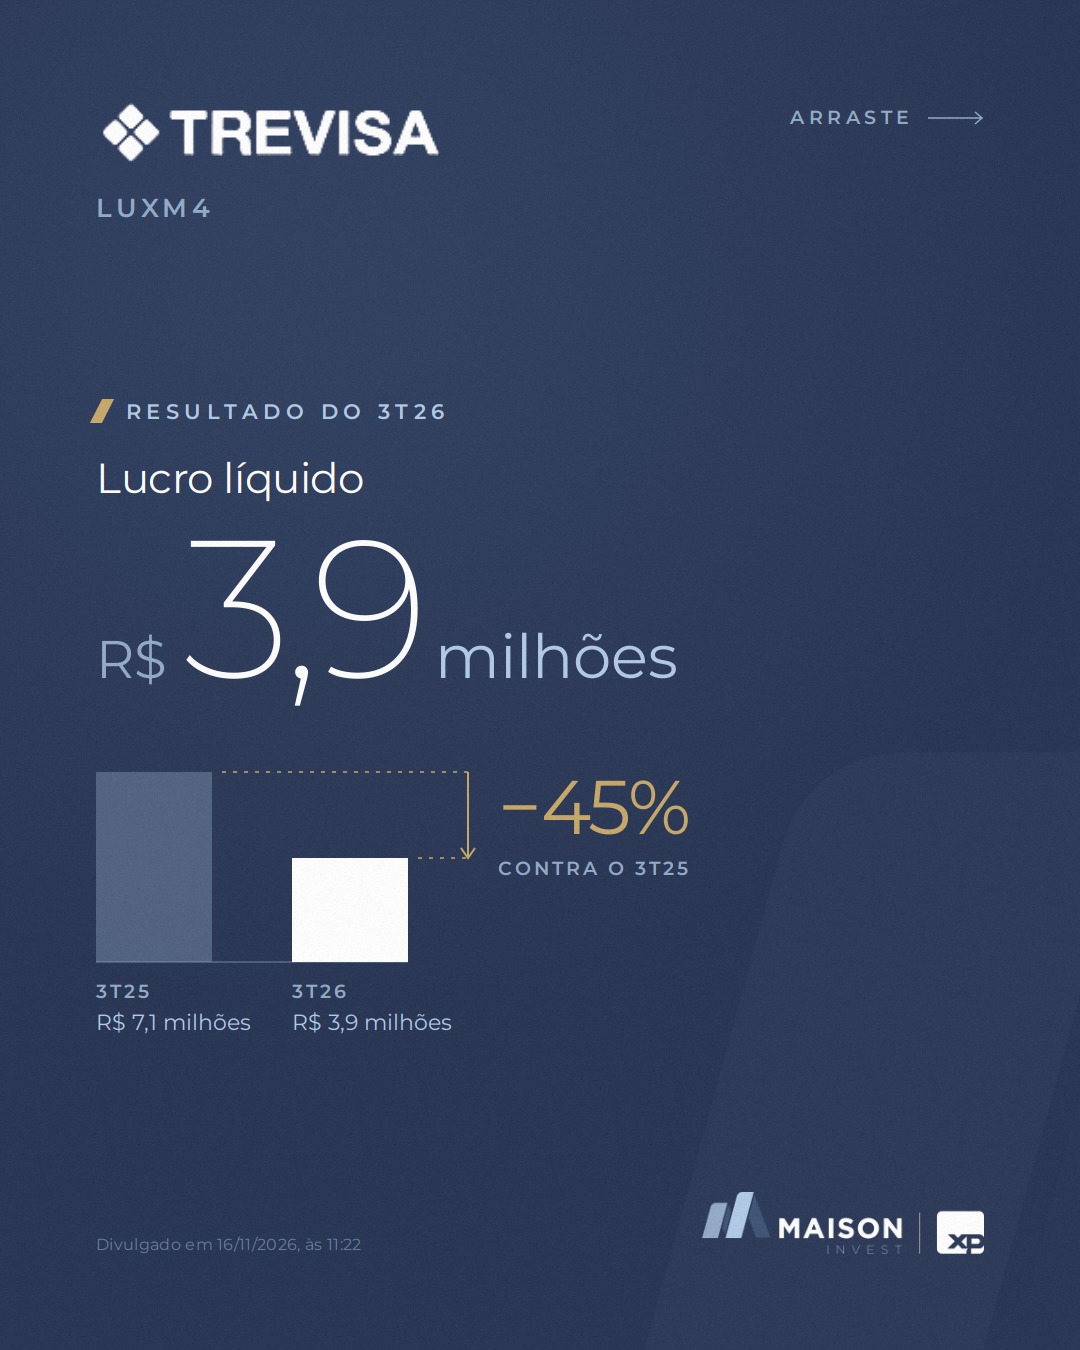 TREVISA
ARRASTE
LUXM4
RESULTADO DO 3T26
Lucro líquido
R$ 3,9 milhões
−45%
CONTRA O 3T25
3T25
R$ 7,1 milhões
3T26
R$ 3,9 milhões
Divulgado em 16/11/2026, às 11:22
MAISON
INVEST
xp